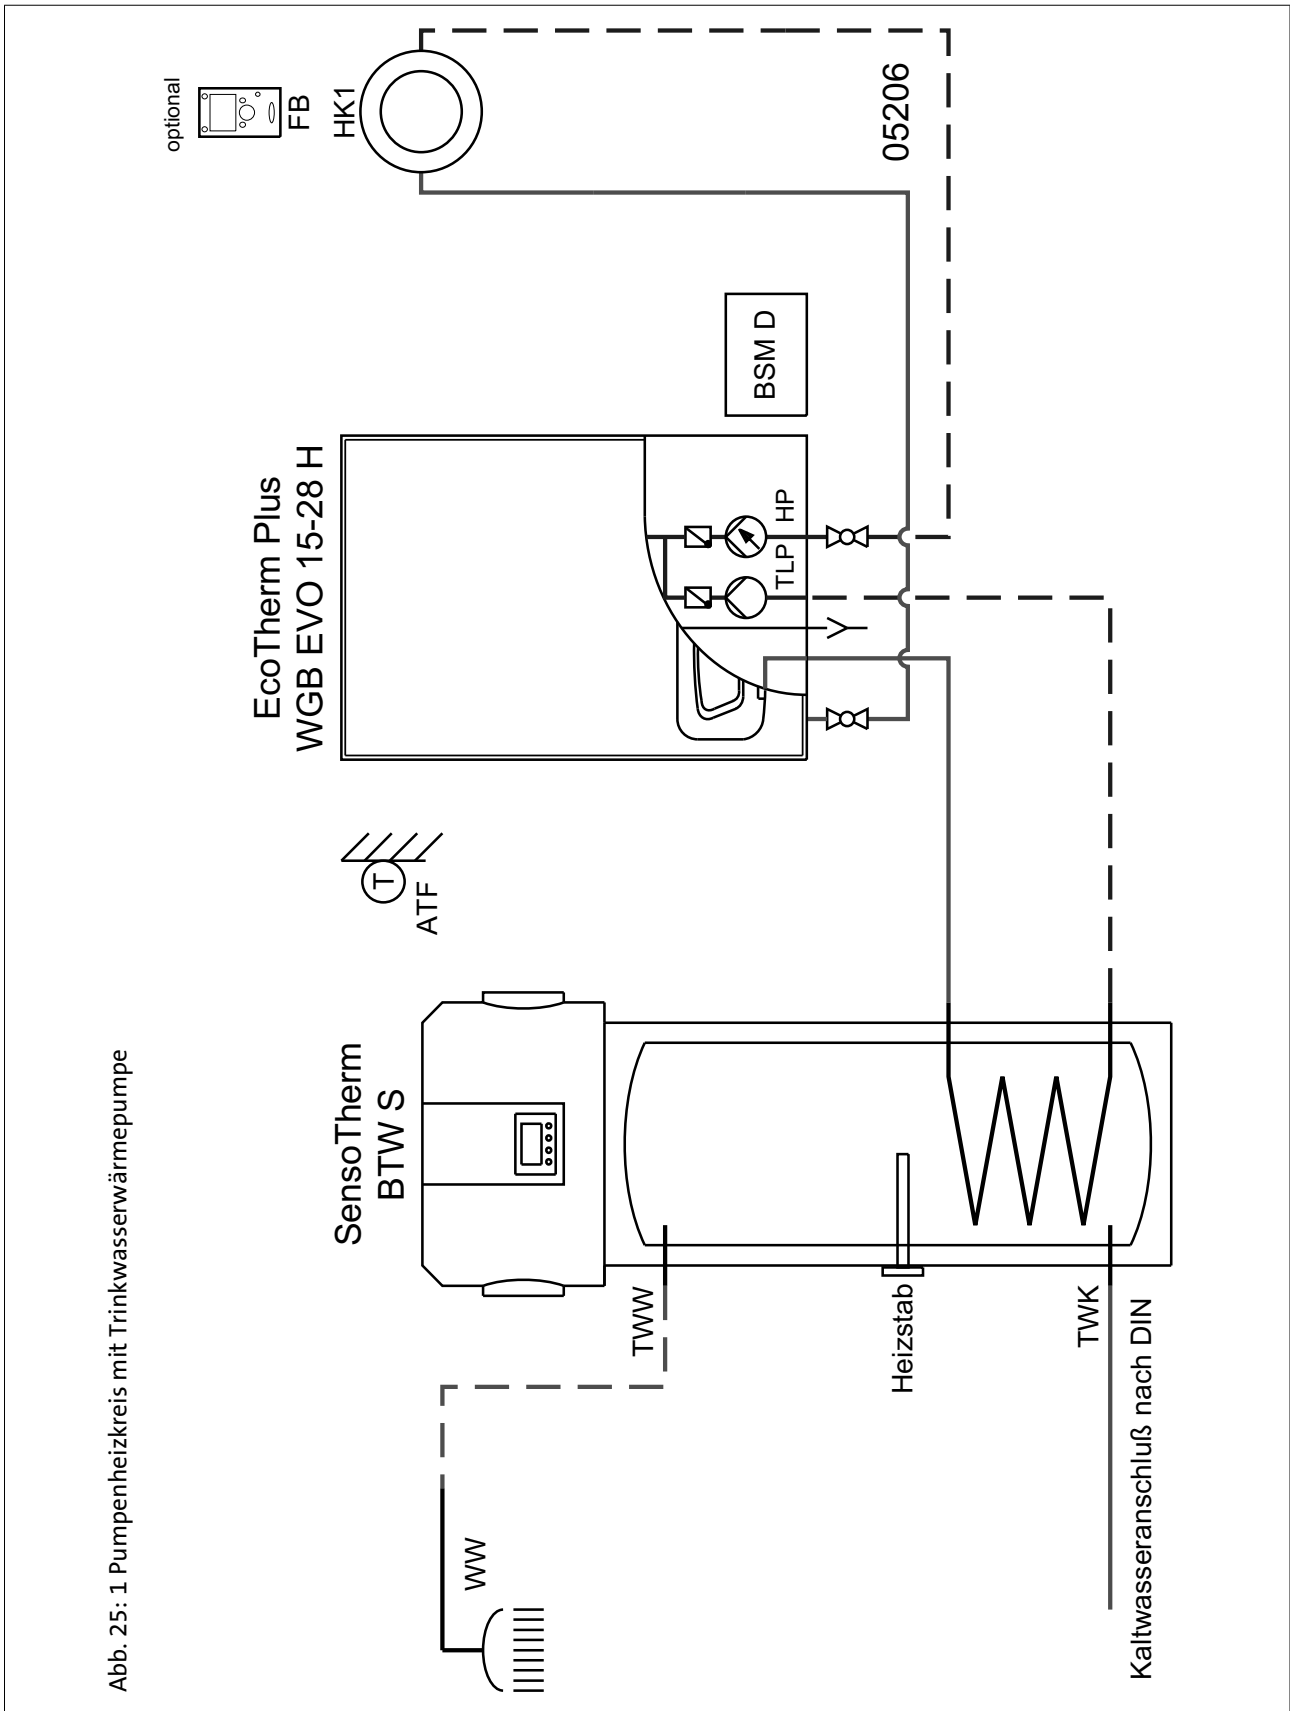 Abb. 25: 1 Pumpenheizkreis mit Trinkwasserwärmepumpe
optional
FB
HK1
05206
EcoTherm Plus
WGB EVO 15-28 H
BSM D
TLP
HP
T
ATF
SensoTherm
BTW S
WW
TWW
Heizstab
TWK
Kaltwasseranschluß nach DIN